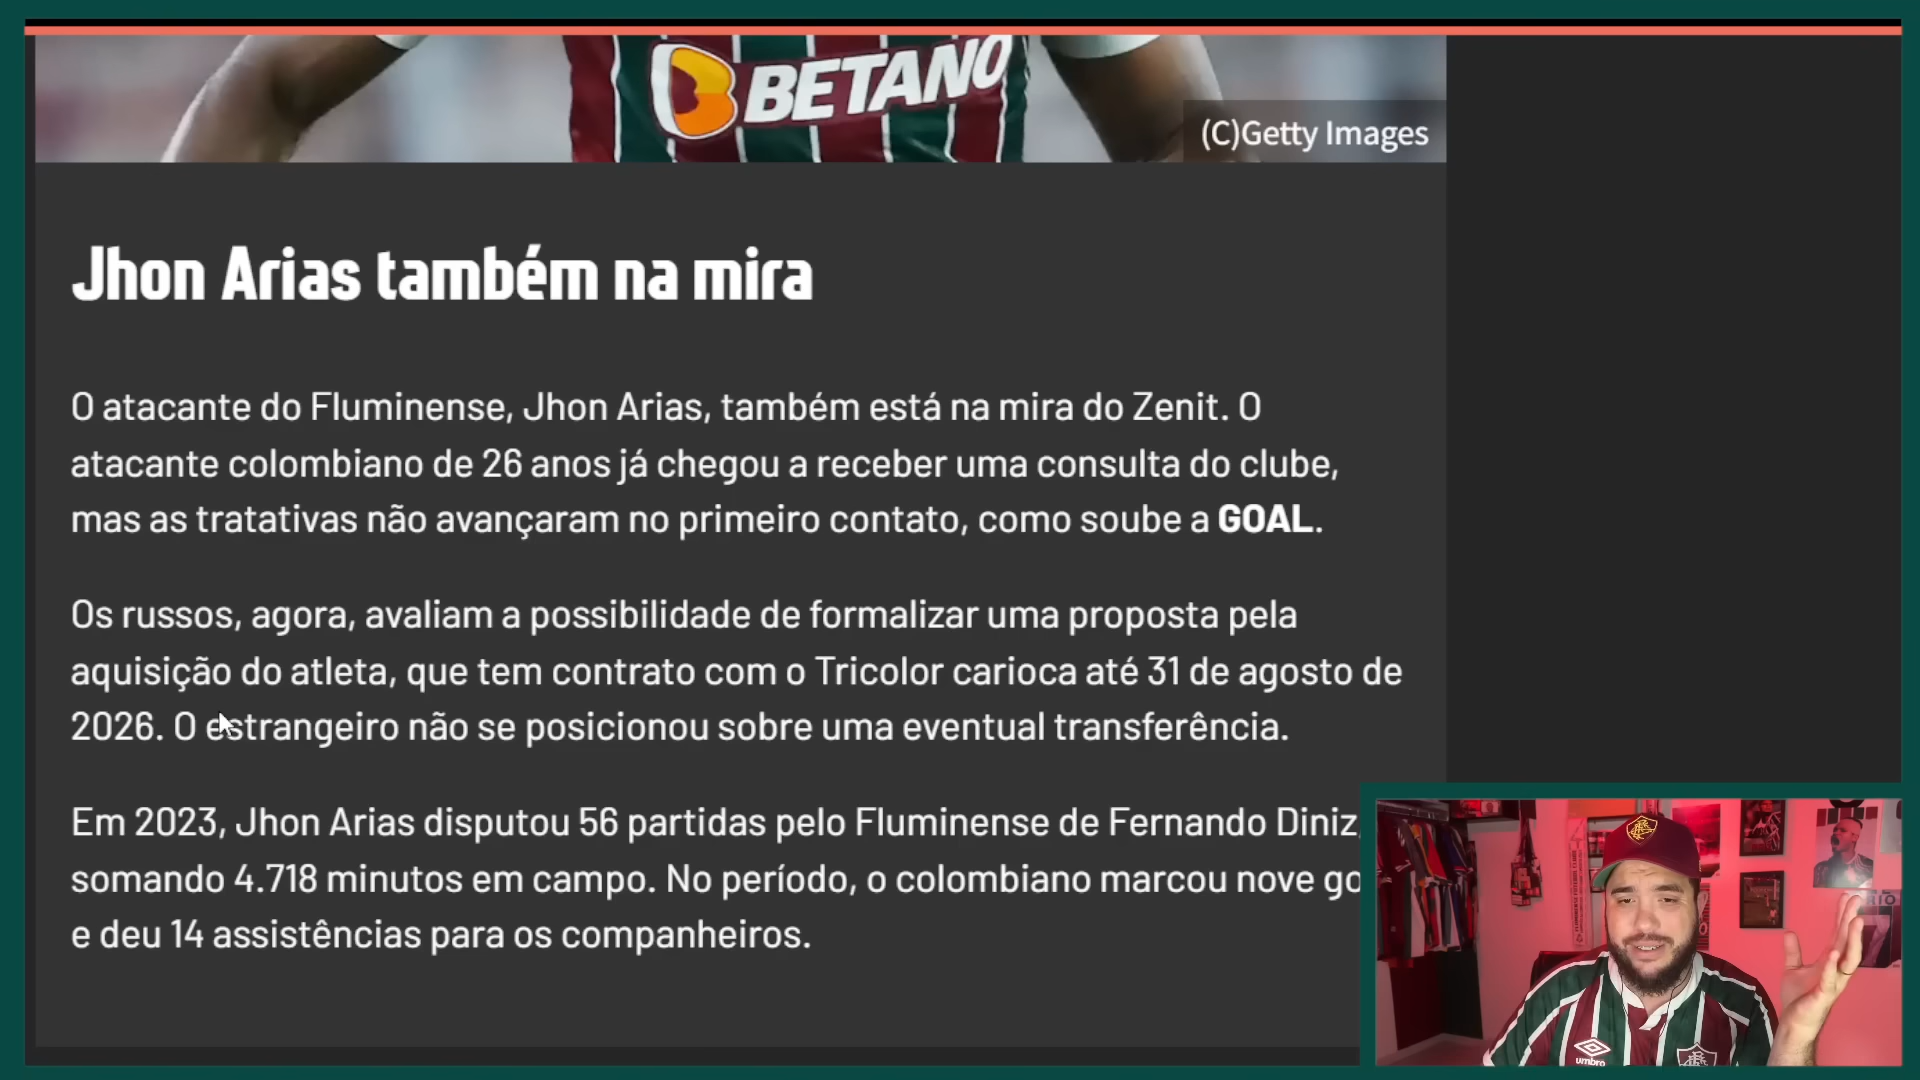 BETANO
(C)Getty Images
Jhon Arias também na mira
O atacante do Fluminense, Jhon Arias, também está na mira do Zenit. O
atacante colombiano de 26 anos já chegou a receber uma consulta do clube,
mas as tratativas não avançaram no primeiro contato, como soube a GOAL.
Os russos, agora, avaliam a possibilidade de formalizar uma proposta pela
aquisição do atleta, que tem contrato com o Tricolor carioca até 31 de agosto de
2026. O estrangeiro não se posicionou sobre uma eventual transferência.
Em 2023, Jhon Arias disputou 56 partidas pelo Fluminense de Fernando Diniz,
somando 4.718 minutos em campo. No período, o colombiano marcou nove go
e deu 14 assistências para os companheiros.
umbro